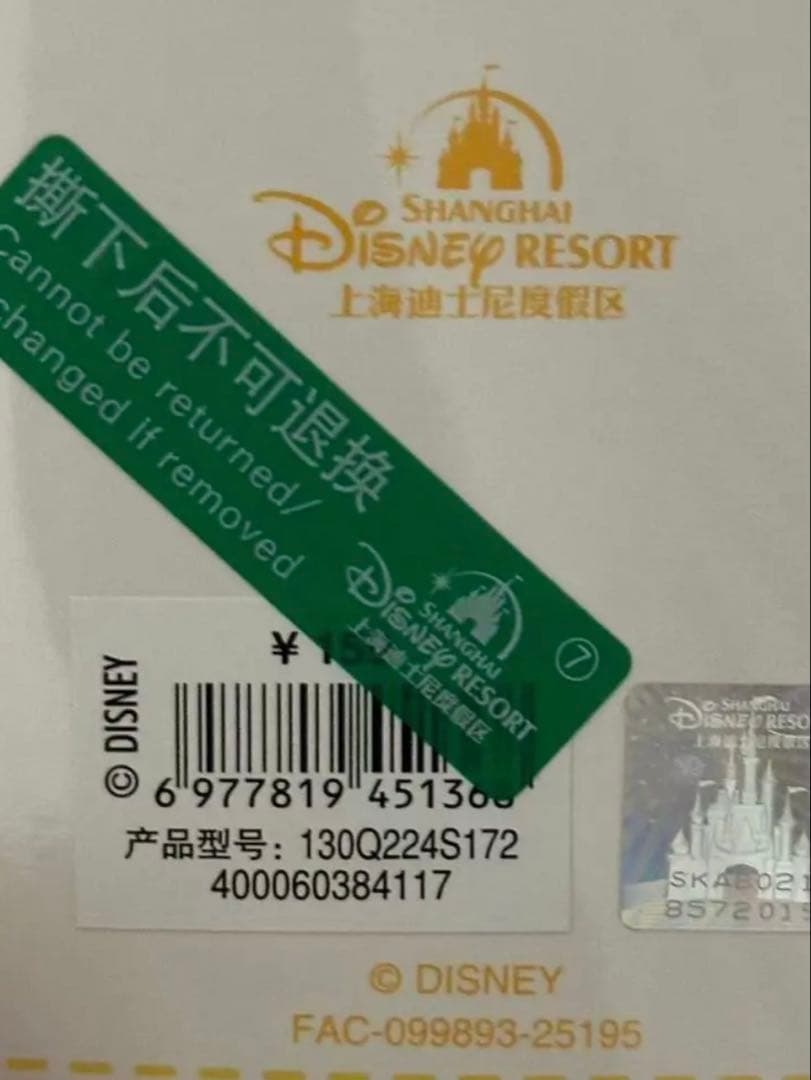 SHANGHAI
DISNEY RESORT
上海迪士尼度假区
撕下后不可退换
Cannot be returned/
changed if removed
SHANGHAI
DISNEY RESORT
上海迪士尼度假区
⑦
¥
© DISNEY
6 977819
产品型号：130Q224S172
400060384117
SHANGHAI
DISNEY RESO
上海迪士尼度假
8572019
© DISNEY
FAC-099893-25195